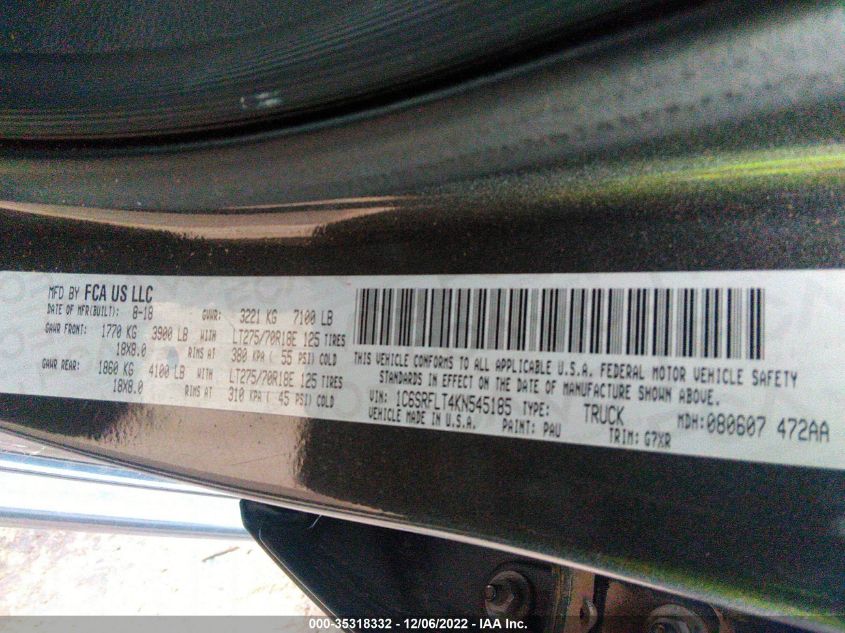 MFD BY FCA US LLC
DATE OF MFR(BUILT): 8-18 GVWR: 3221 KG 7100 LB
GAWR FRONT: 1770 KG 3900 LB WITH LT275/70R18E 125 TIRES
18X8.0 RIMS AT 380 KPA ( 55 PSI) COLD
GAWR REAR: 1860 KG 4100 LB WITH LT275/70R18E 125 TIRES
18X8.0 RIMS AT 310 KPA ( 45 PSI) COLD
THIS VEHICLE CONFORMS TO ALL APPLICABLE U.S.A. FEDERAL MOTOR VEHICLE SAFETY
STANDARDS IN EFFECT ON THE DATE OF MANUFACTURE SHOWN ABOVE.
VIN: 1C6SRFLT4KN545185 TYPE: TRUCK MDH:080607 472AA
VEHICLE MADE IN U.S.A. PAINT: PAU TRIM: G7XR
000-35318332 - 12/06/2022 - IAA Inc.